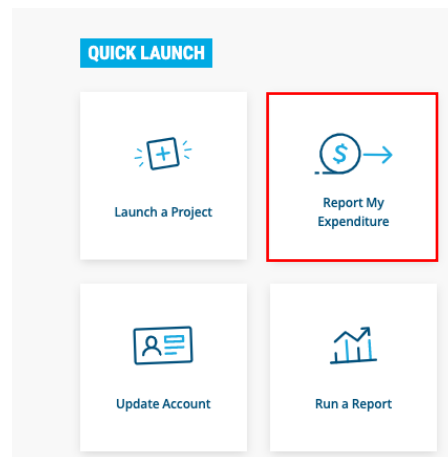 QUICK LAUNCH
Launch a Project
Report My
Expenditure
Update Account
Run a Report